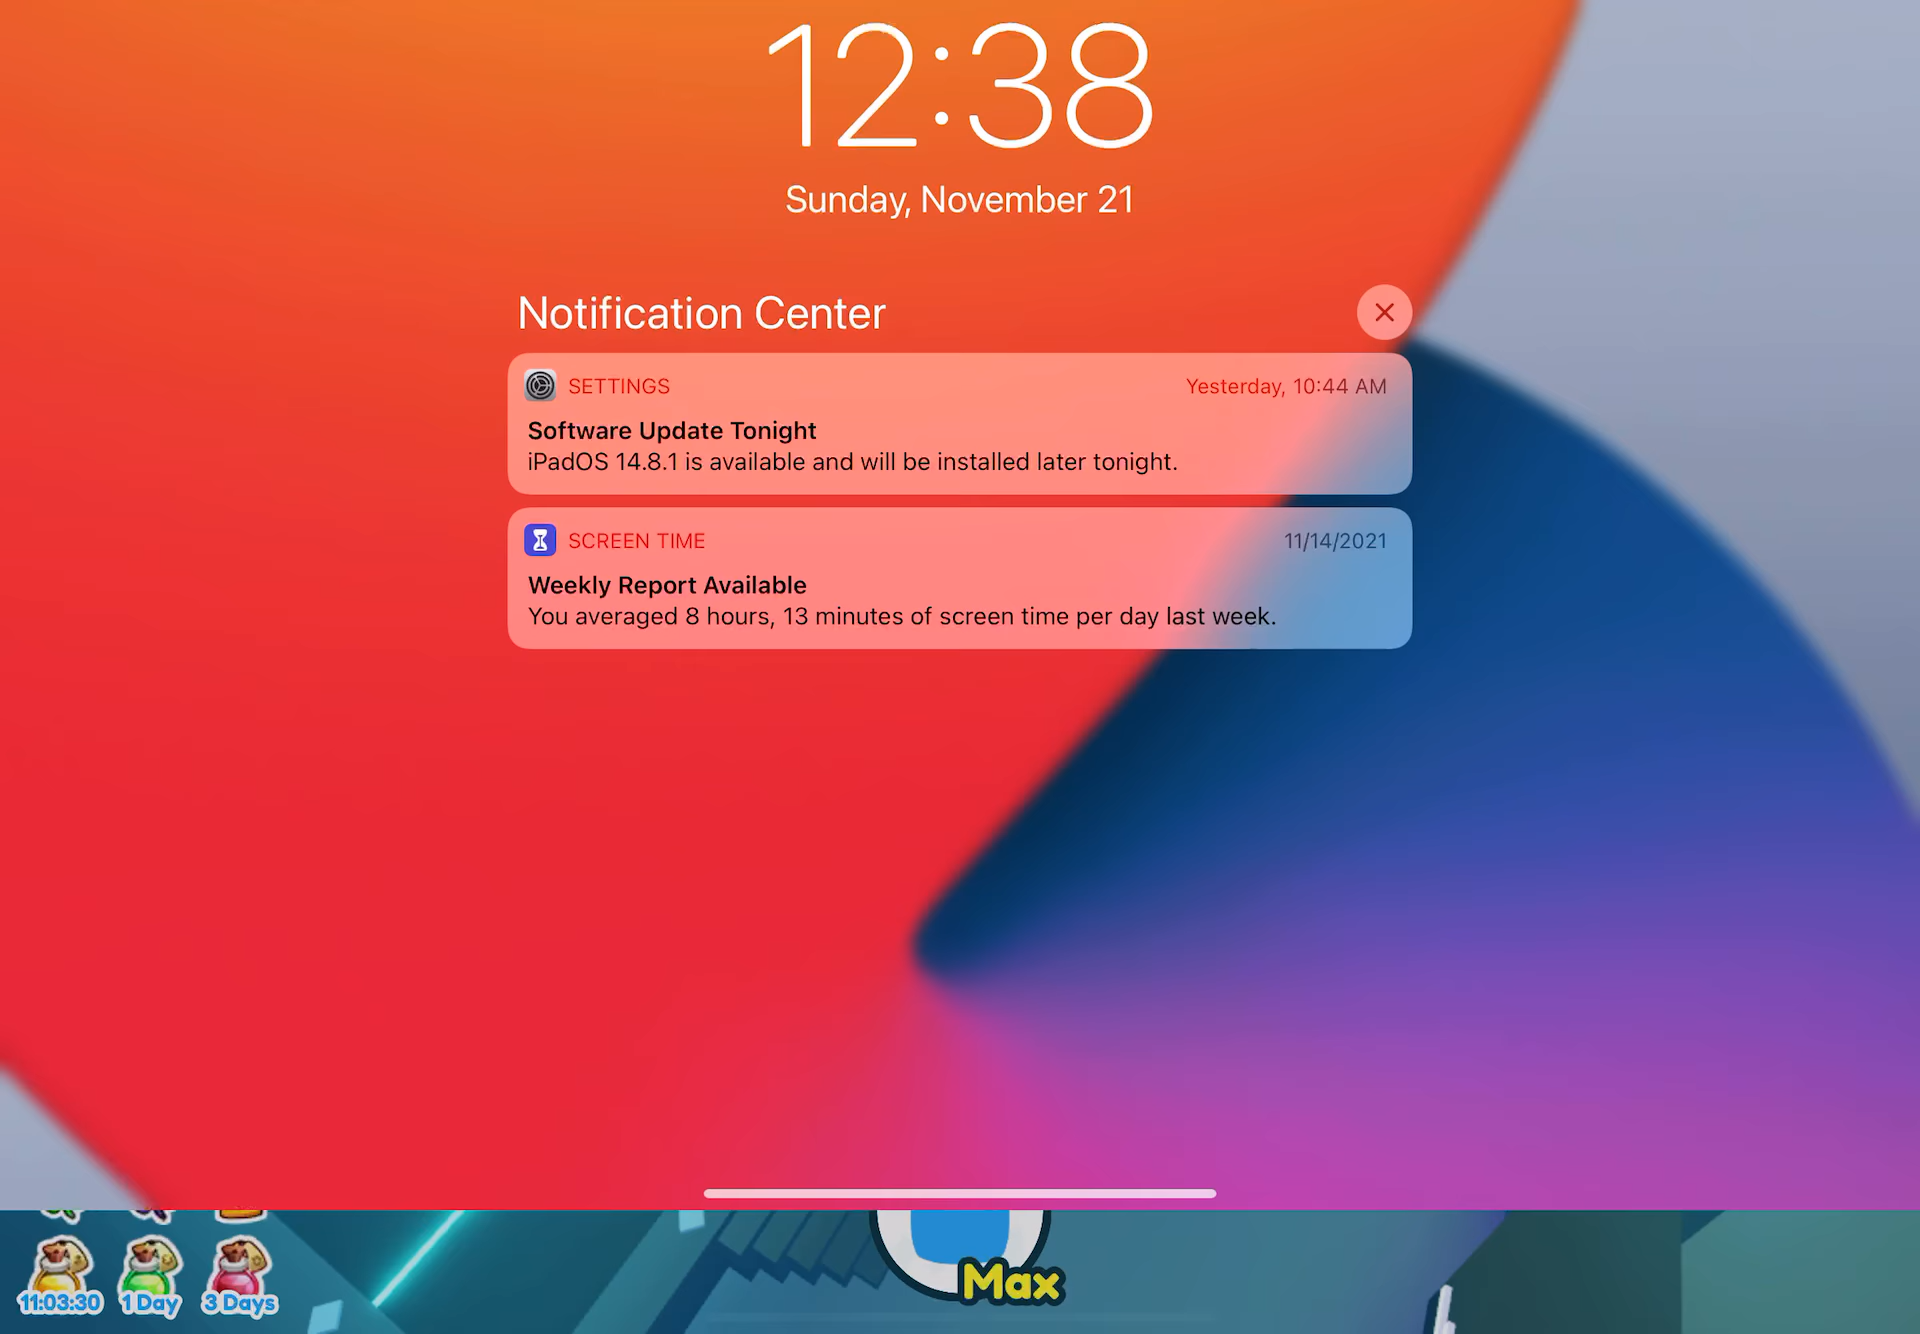 12:38
Sunday, November 21
Notification Center
SETTINGS
Yesterday, 10:44 AM
Software Update Tonight
iPadOS 14.8.1 is available and will be installed later tonight.
SCREEN TIME
11/14/2021
Weekly Report Available
You averaged 8 hours, 13 minutes of screen time per day last week.
Max
11:03:30
1 Day
3 Days